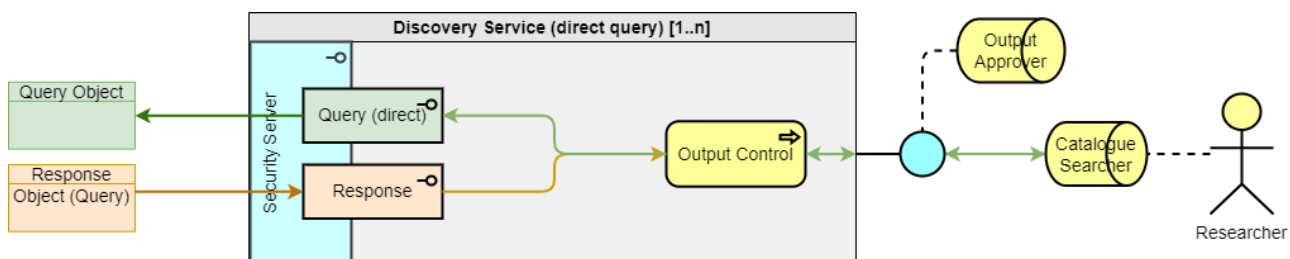 Discovery Service (direct query) [1..n]
Output
Approver
Query Object
Security Server
Query (direct)
Output Control
Catalogue
Searcher
Response
Object (Query)
Response
Researcher